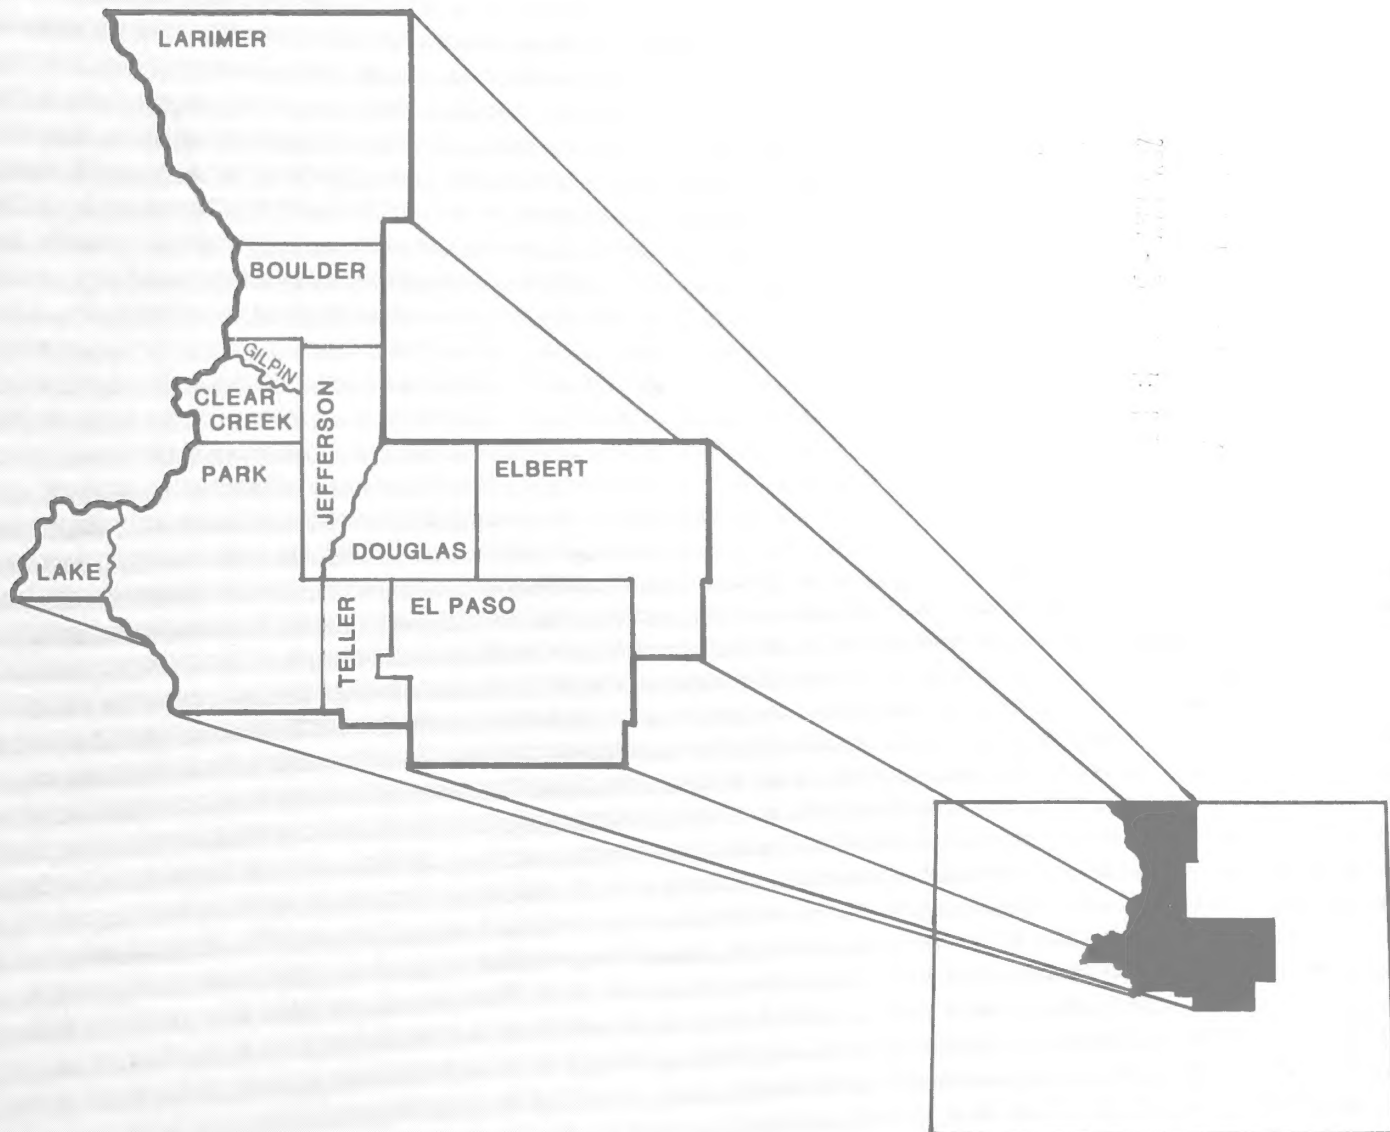 LARIMER
BOULDER
GILPIN
CLEAR
CREEK
JEFFERSON
PARK
ELBERT
DOUGLAS
LAKE
TELLER
EL PASO